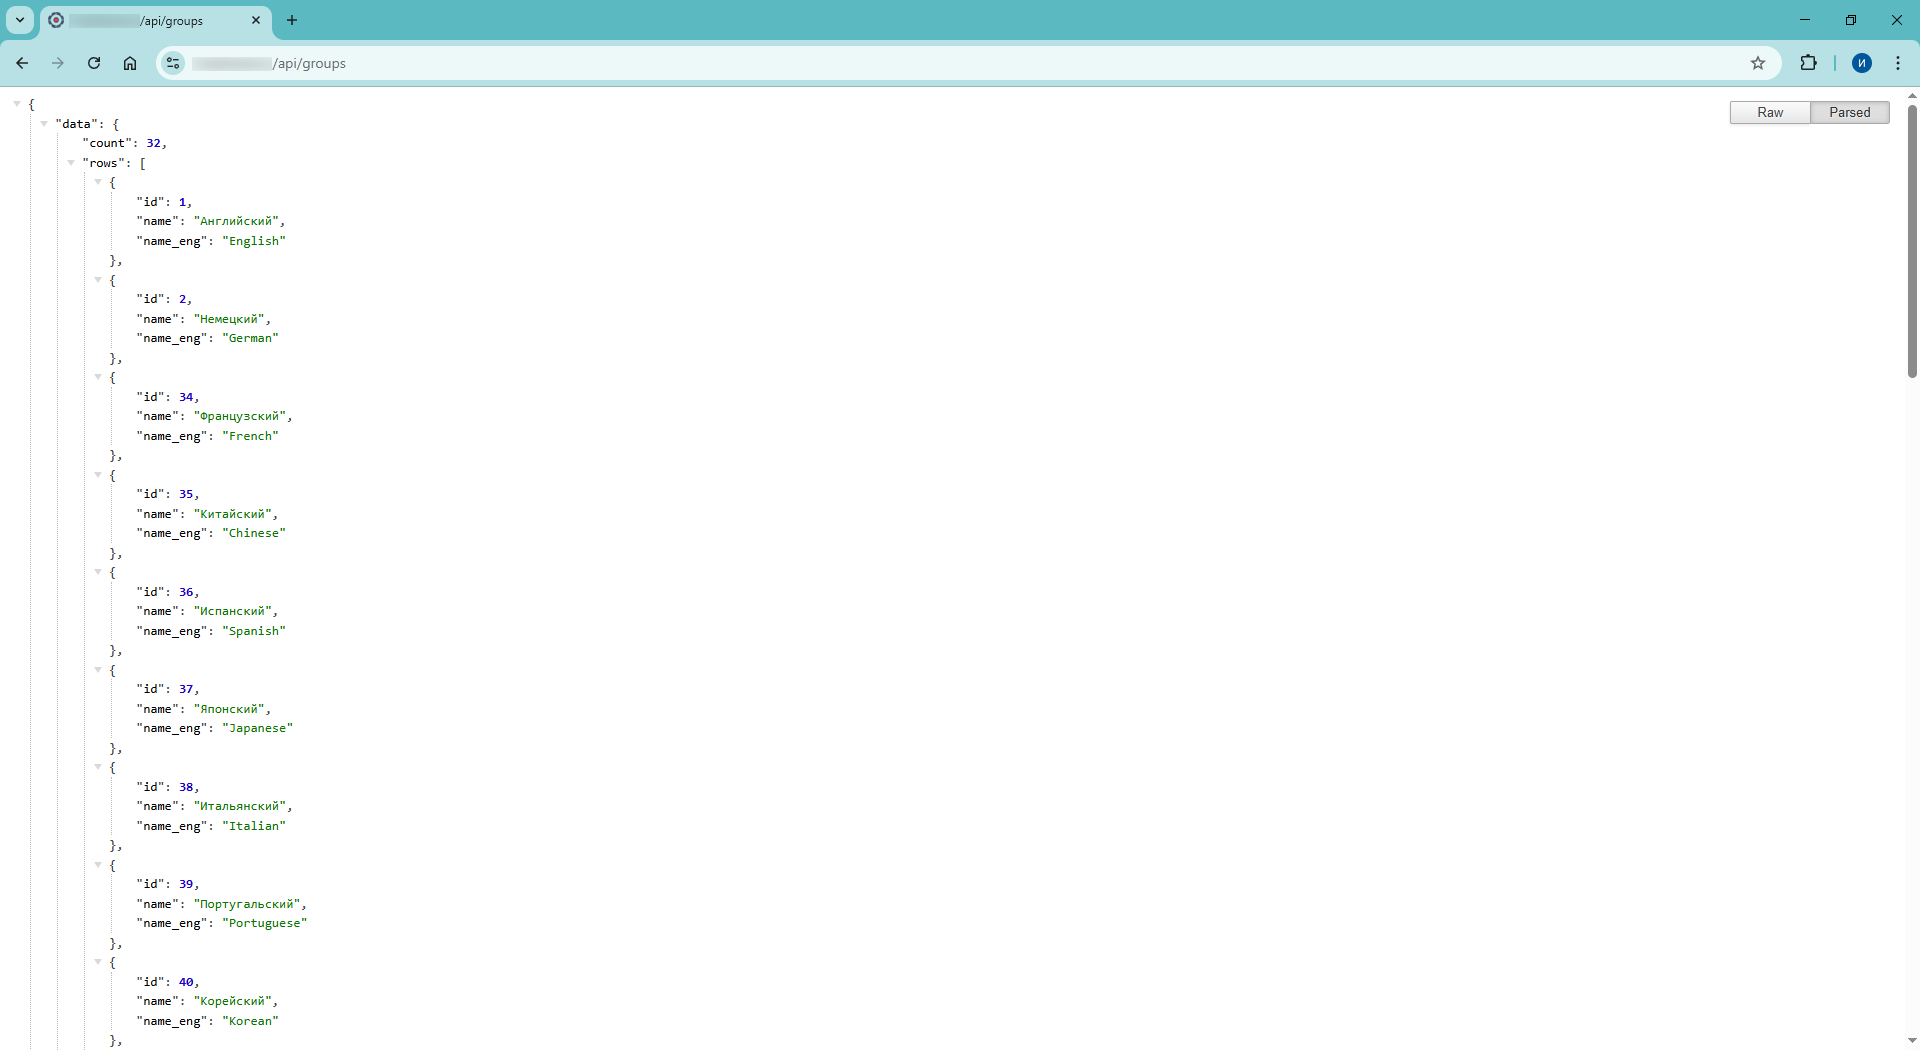 /api/groups
/api/groups
И
Raw
Parsed
{
"data": {
"count": 32,
"rows": [
{
"id": 1,
"name": "Английский",
"name_eng": "English"
},
{
"id": 2,
"name": "Немецкий",
"name_eng": "German"
},
{
"id": 34,
"name": "Французский",
"name_eng": "French"
},
{
"id": 35,
"name": "Китайский",
"name_eng": "Chinese"
},
{
"id": 36,
"name": "Испанский",
"name_eng": "Spanish"
},
{
"id": 37,
"name": "Японский",
"name_eng": "Japanese"
},
{
"id": 38,
"name": "Итальянский",
"name_eng": "Italian"
},
{
"id": 39,
"name": "Португальский",
"name_eng": "Portuguese"
},
{
"id": 40,
"name": "Корейский",
"name_eng": "Korean"
},